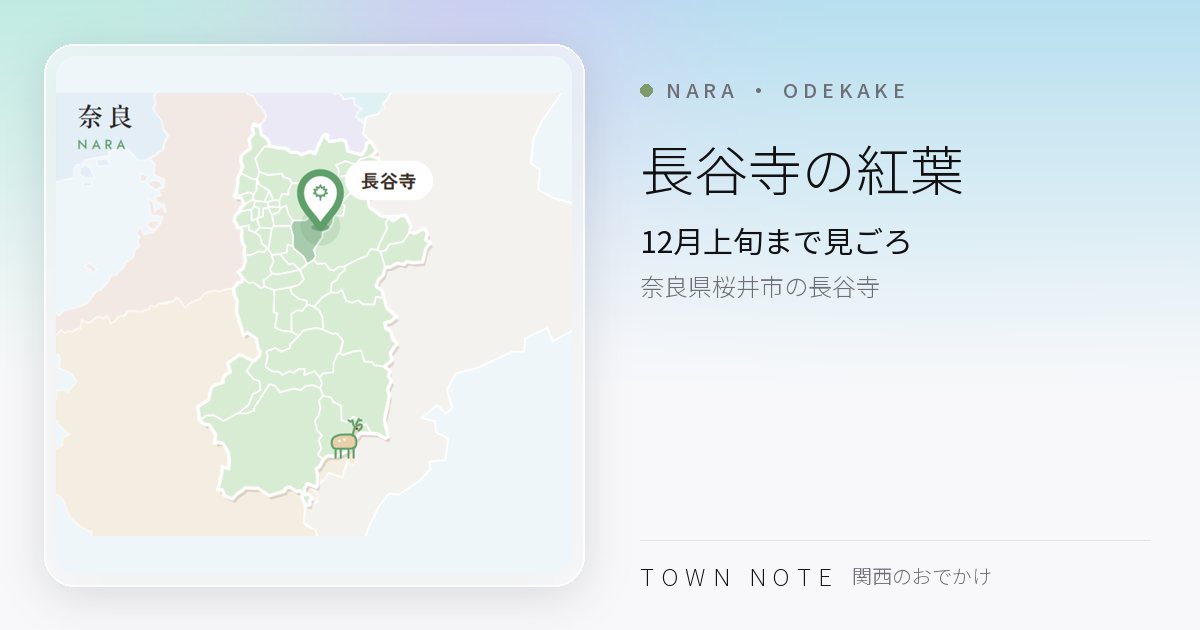 奈良
NARA
長谷寺
NARA • ODEKAKE
長谷寺の紅葉
12月上旬まで見ごろ
奈良県桜井市の長谷寺
TOWN NOTE 関西のおでかけ